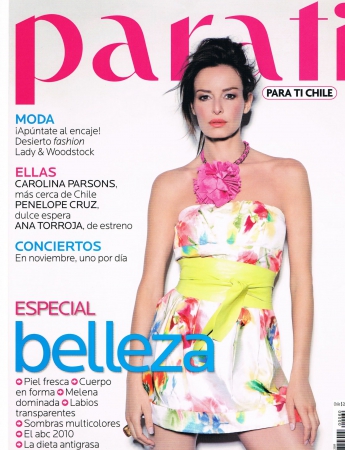 parati
PARA TI CHILE
MODA
¡Apúntate al encaje!
Desierto fashion
Lady & Woodstock
ELLAS
CAROLINA PARSONS,
más cerca de Chile
PENELOPE CRUZ,
dulce espera
ANA TORROJA, de estreno
CONCIERTOS
En noviembre, uno por día
ESPECIAL
belleza
Piel fresca Cuerpo
en forma Melena
dominada Labios
transparentes
Sombras multicolores
El abc 2010
La dieta antigrasa